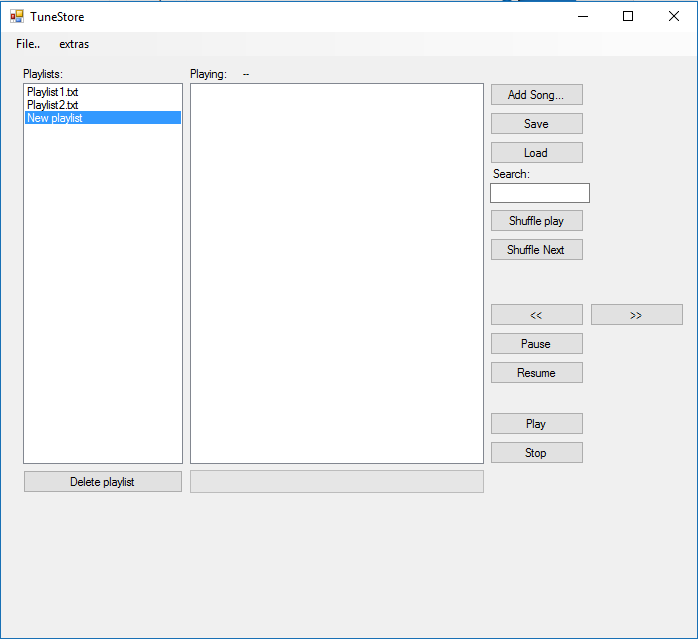 TuneStore
File.. extras
Playlists:
Playing: --
Playlist1.txt
Playlist2.txt
New playlist
Add Song...
Save
Load
Search:
Shuffle play
Shuffle Next
<< >>
Pause
Resume
Play
Stop
Delete playlist